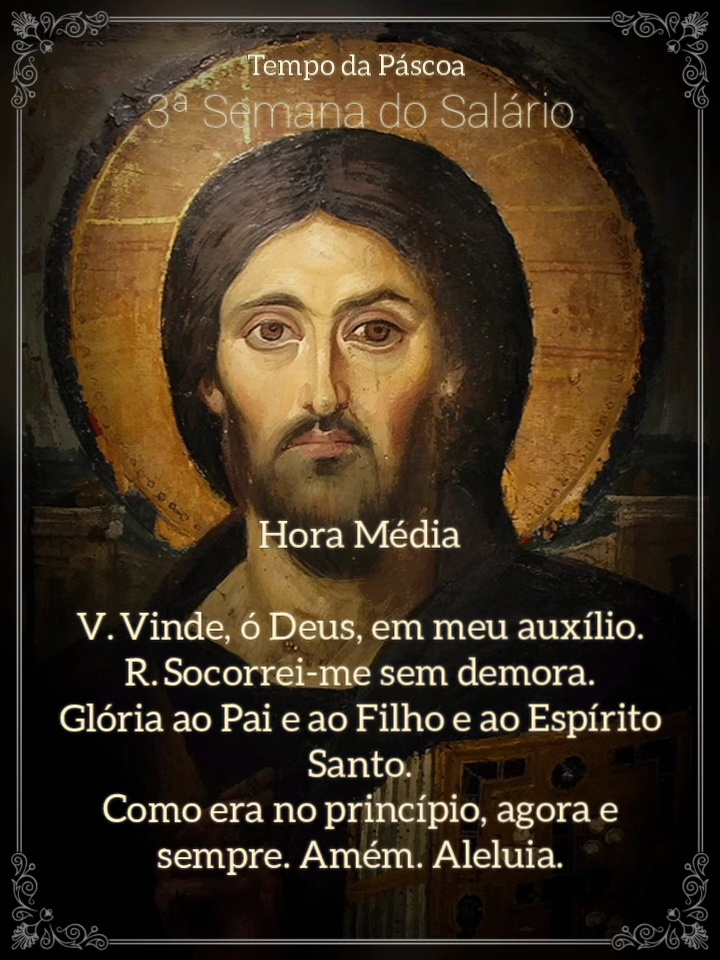 Tempo da Páscoa
3ª Semana do Salário
Hora Média
V. Vinde, ó Deus, em meu auxílio.
R. Socorrei-me sem demora.
Glória ao Pai e ao Filho e ao Espírito
Santo.
Como era no princípio, agora e
sempre. Amém. Aleluia.